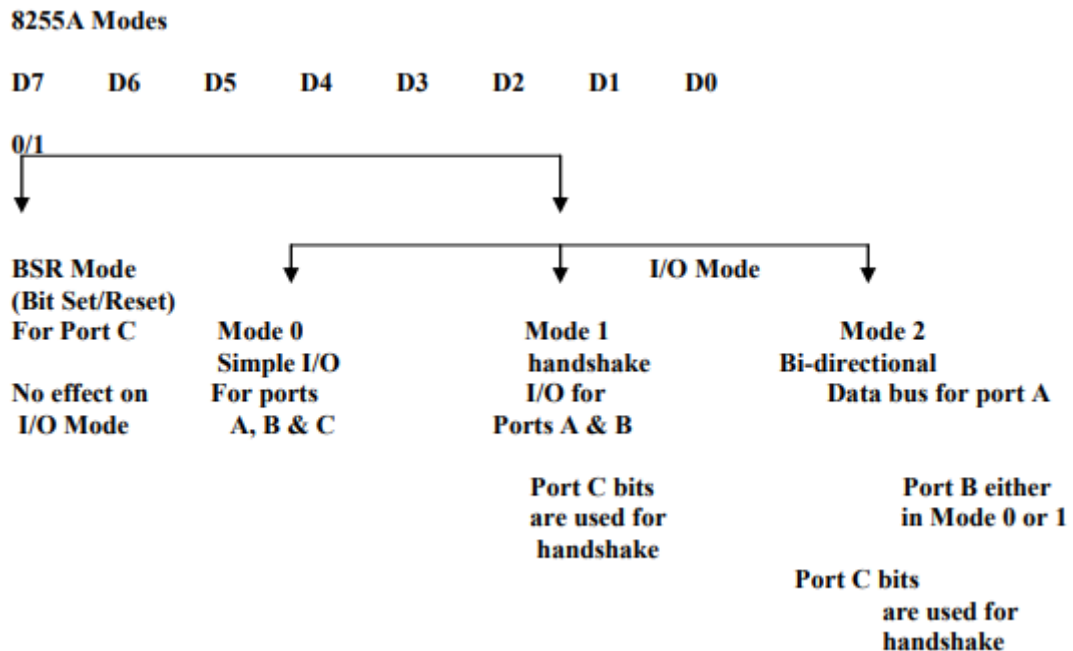 8255A Modes
D7 D6 D5 D4 D3 D2 D1 D0
0/1
BSR Mode
(Bit Set/Reset)
For Port C
No effect on
I/O Mode
I/O Mode
Mode 0
Simple I/O
For ports
A, B & C
Mode 1
handshake
I/O for
Ports A & B
Port C bits
are used for
handshake
Mode 2
Bi-directional
Data bus for port A
Port B either
in Mode 0 or 1
Port C bits
are used for
handshake